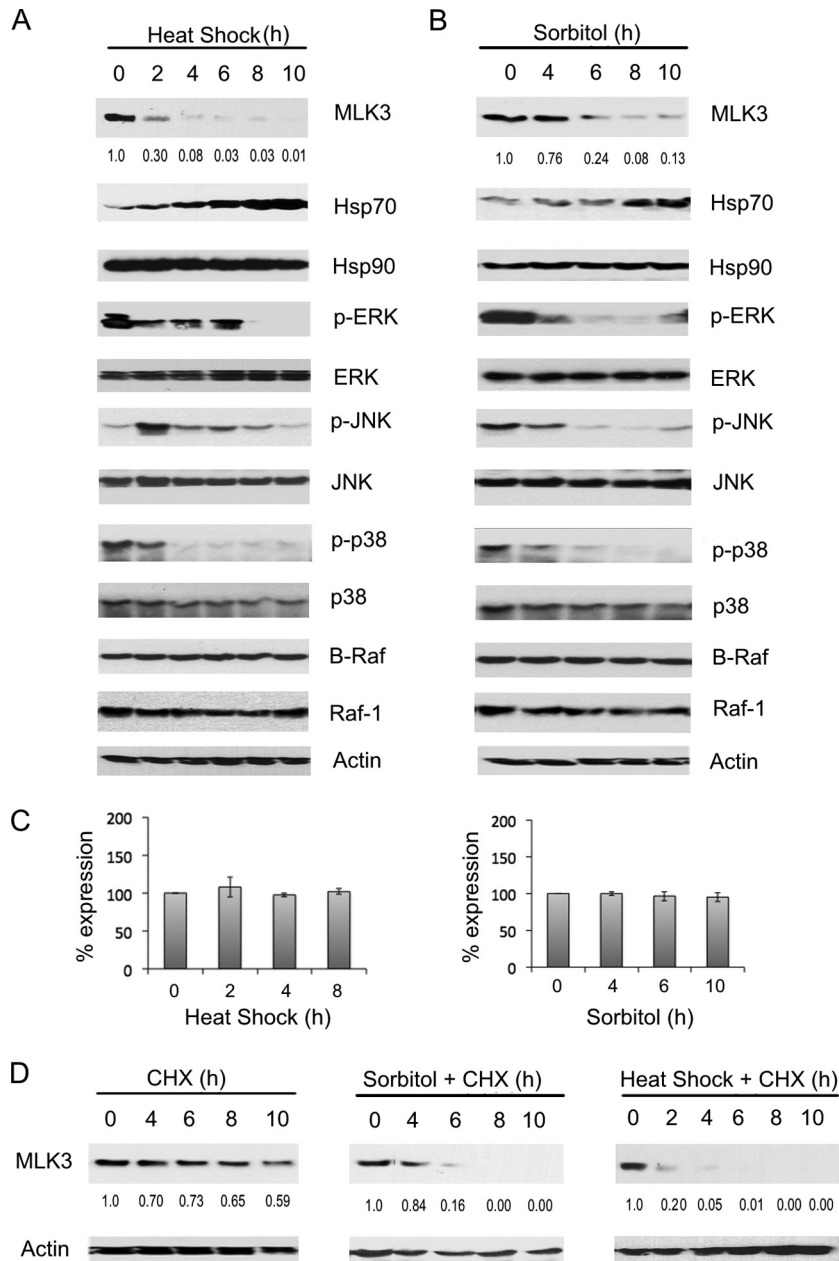 A
Heat Shock (h)
0 2 4 6 8 10
MLK3
1.0 0.30 0.08 0.03 0.03 0.01
Hsp70
Hsp90
p-ERK
ERK
p-JNK
JNK
p-p38
p38
B-Raf
Raf-1
Actin
B
Sorbitol (h)
0 4 6 8 10
MLK3
1.0 0.76 0.24 0.08 0.13
Hsp70
Hsp90
p-ERK
ERK
p-JNK
JNK
p-p38
p38
B-Raf
Raf-1
Actin
C
% expression
200
150
100
50
0
0 2 4 8
Heat Shock (h)
% expression
200
150
100
50
0
0 4 6 10
Sorbitol (h)
D
CHX (h)
0 4 6 8 10
MLK3
1.0 0.70 0.73 0.65 0.59
Actin
Sorbitol + CHX (h)
0 4 6 8 10
1.0 0.84 0.16 0.00 0.00
Heat Shock + CHX (h)
0 2 4 6 8 10
1.0 0.20 0.05 0.01 0.00 0.00